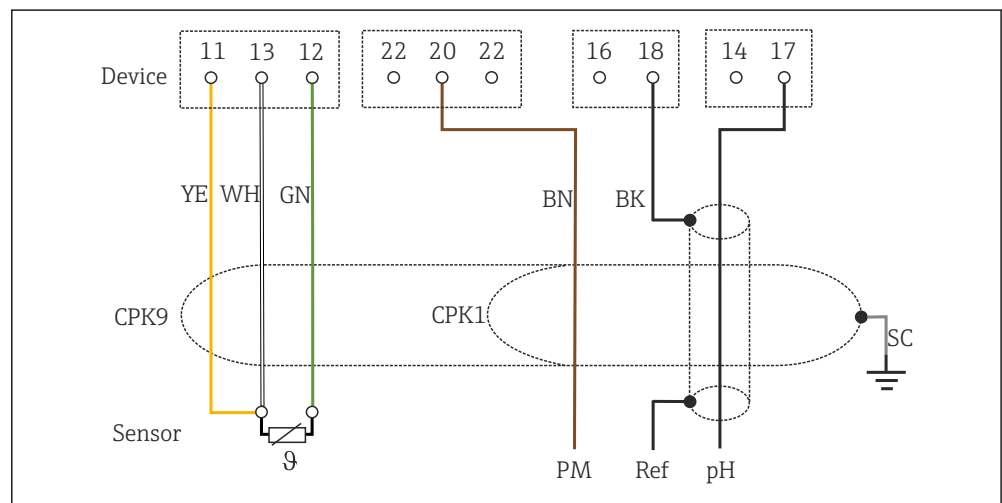 11 13 12 22 20 22 16 18 14 17
Device
YE WH GN BN BK
CPK9 CPK1
SC
Sensor
ϑ
PM Ref pH